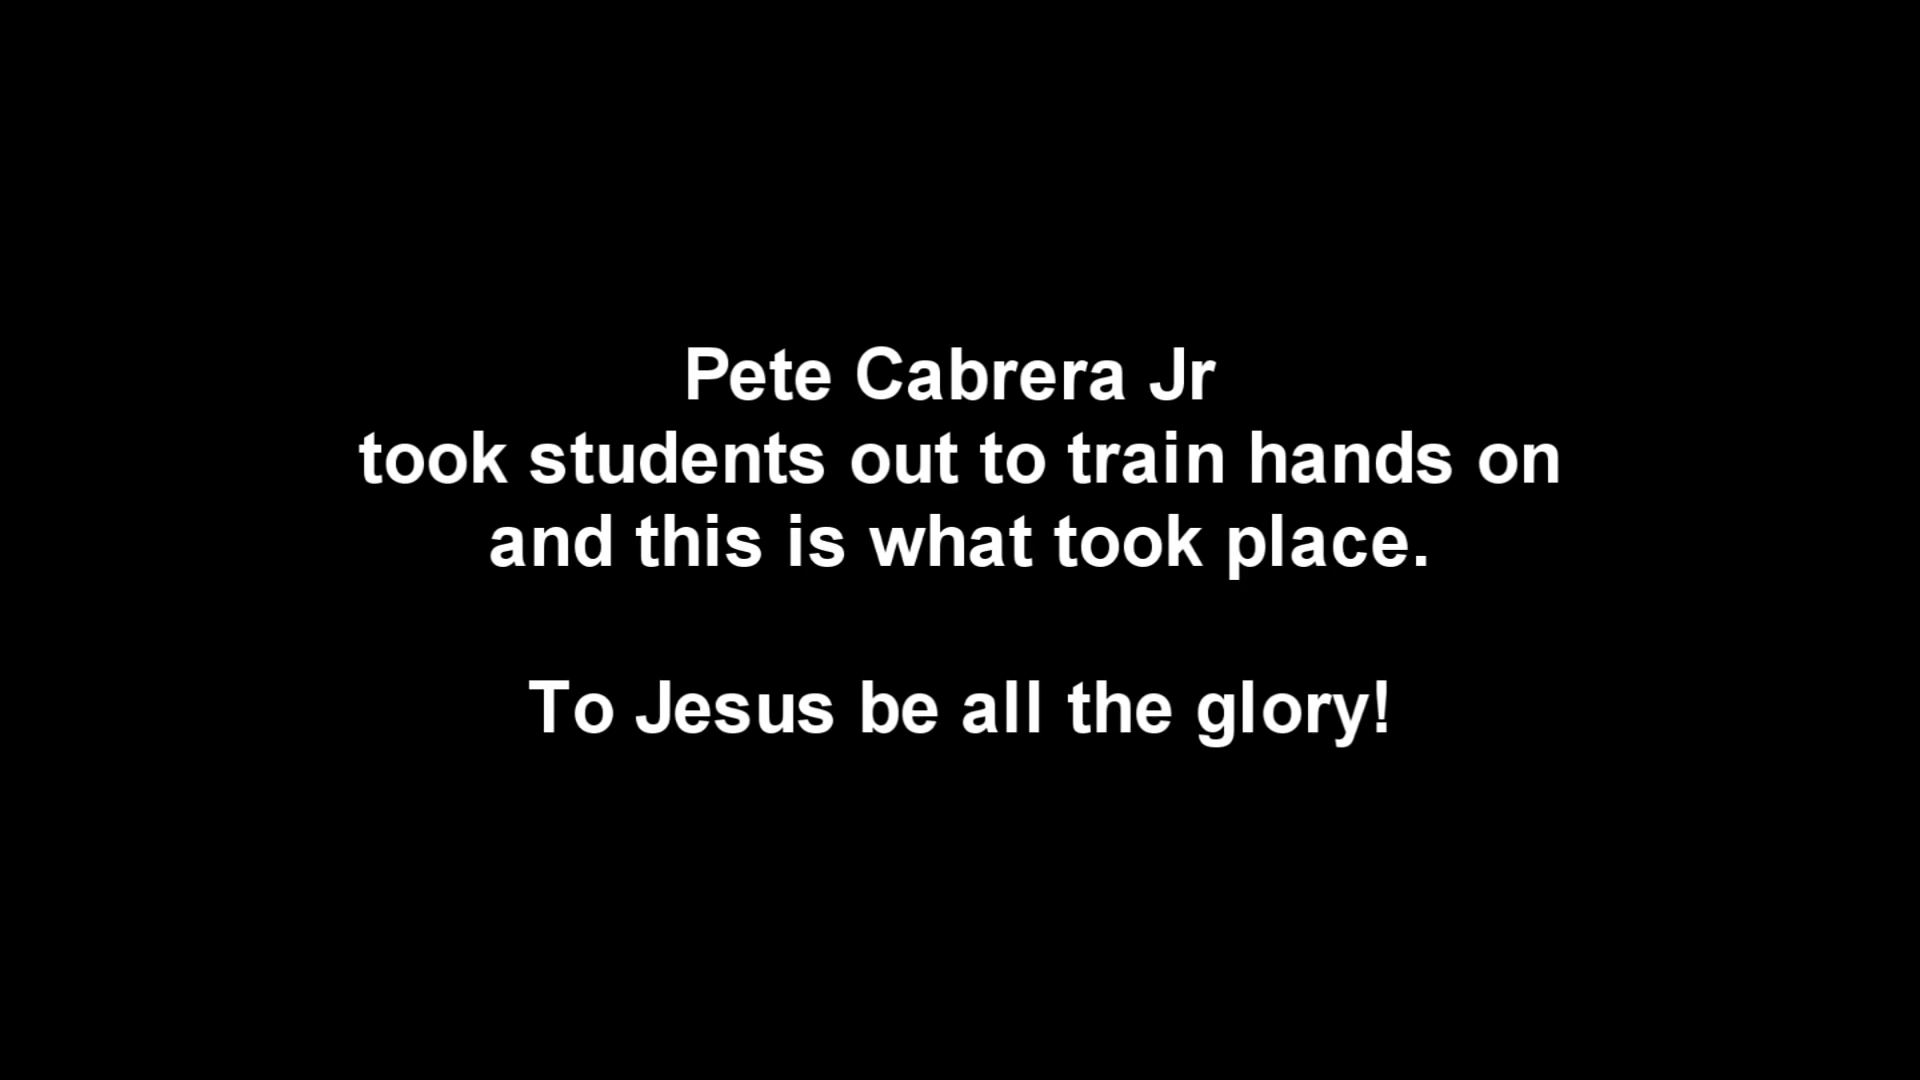 Pete Cabrera Jr
took students out to train hands on
and this is what took place.
To Jesus be all the glory!